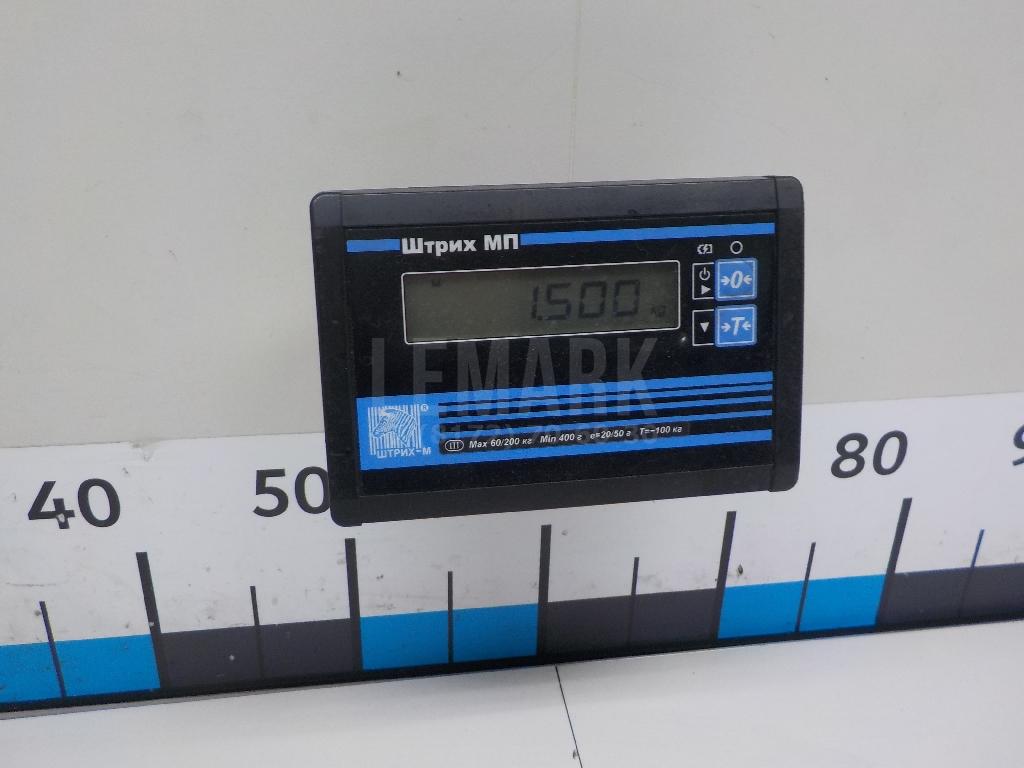 Штрих МП
1.500 кg
→0←
→T←
LEMARK
®
ШТРИХ-М
Max 60/200 кг Min 400 г e=20/50 г T=-100 кг
40
50
80